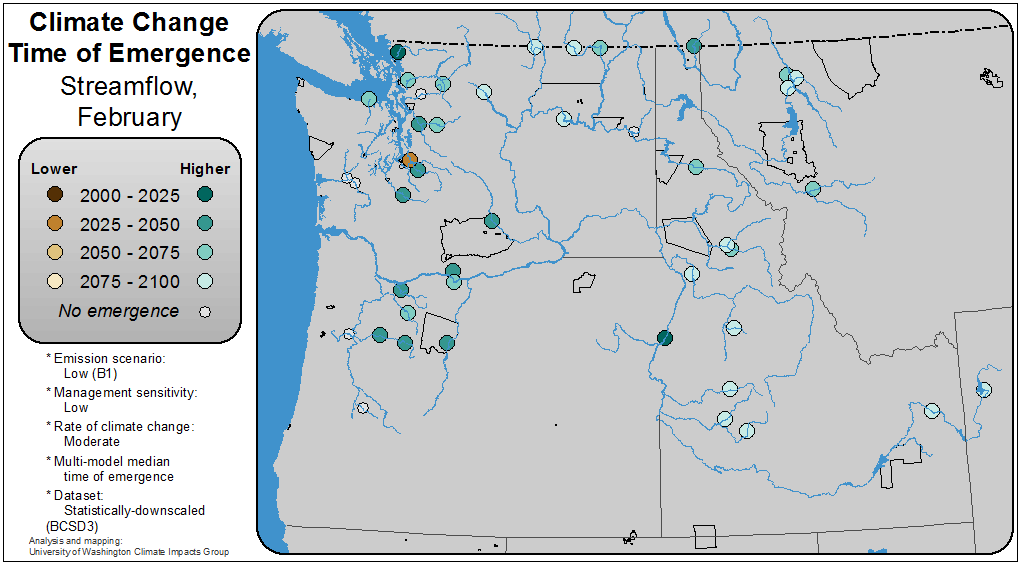 Climate Change
Time of Emergence
Streamflow,
February
Lower Higher
2000 - 2025
2025 - 2050
2050 - 2075
2075 - 2100
No emergence
* Emission scenario:
Low (B1)
* Management sensitivity:
Low
* Rate of climate change:
Moderate
* Multi-model median
time of emergence
* Dataset:
Statistically-downscaled
(BCSD3)
Analysis and mapping:
University of Washington Climate Impacts Group